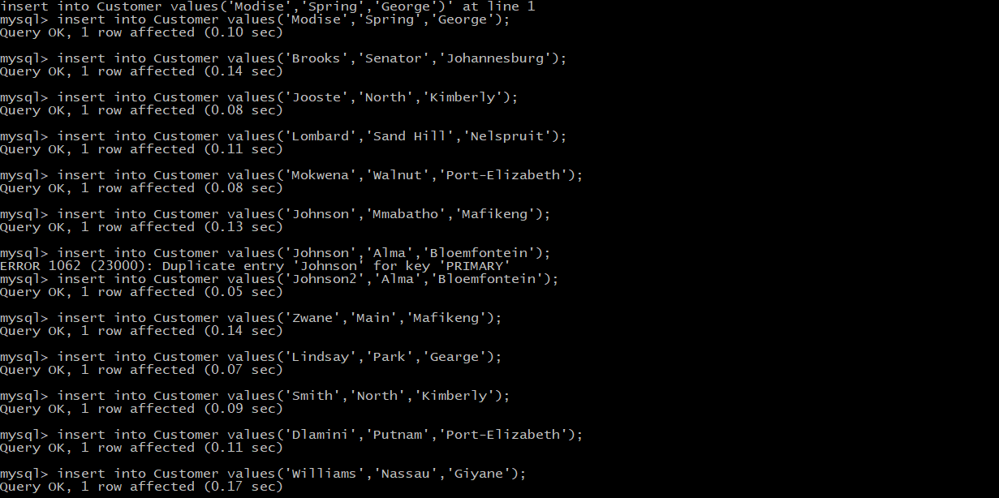 insert into Customer values('Modise','Spring','George')' at line 1
mysql> insert into Customer values('Modise','Spring','George');
Query OK, 1 row affected (0.10 sec)
mysql> insert into Customer values('Brooks','Senator','Johannesburg');
Query OK, 1 row affected (0.14 sec)
mysql> insert into Customer values('Jooste','North','Kimberly');
Query OK, 1 row affected (0.08 sec)
mysql> insert into Customer values('Lombard','Sand Hill','Nelspruit');
Query OK, 1 row affected (0.11 sec)
mysql> insert into Customer values('Mokwena','Walnut','Port-Elizabeth');
Query OK, 1 row affected (0.08 sec)
mysql> insert into Customer values('Johnson','Mmabatho','Mafikeng');
Query OK, 1 row affected (0.13 sec)
mysql> insert into Customer values('Johnson','Alma','Bloemfontein');
ERROR 1062 (23000): Duplicate entry 'Johnson' for key 'PRIMARY'
mysql> insert into Customer values('Johnson2','Alma','Bloemfontein');
Query OK, 1 row affected (0.05 sec)
mysql> insert into Customer values('Zwane','Main','Mafikeng');
Query OK, 1 row affected (0.14 sec)
mysql> insert into Customer values('Lindsay','Park','Gearge');
Query OK, 1 row affected (0.07 sec)
mysql> insert into Customer values('Smith','North','Kimberly');
Query OK, 1 row affected (0.09 sec)
mysql> insert into Customer values('Dlamini','Putnam','Port-Elizabeth');
Query OK, 1 row affected (0.11 sec)
mysql> insert into Customer values('Williams','Nassau','Giyane');
Query OK, 1 row affected (0.17 sec)